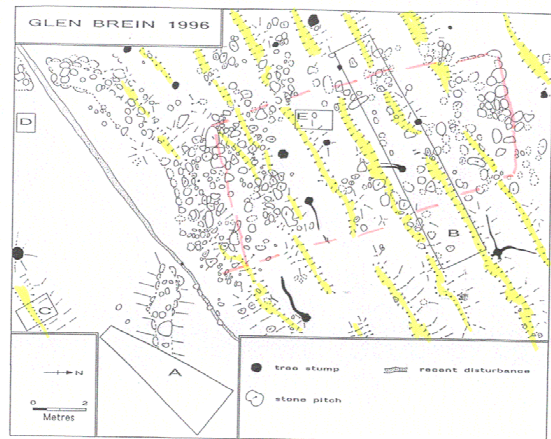 GLEN BREIN 1996
D
E
B
C
A
N
0 2
Metres
tree stump
recent disturbance
stone pitch